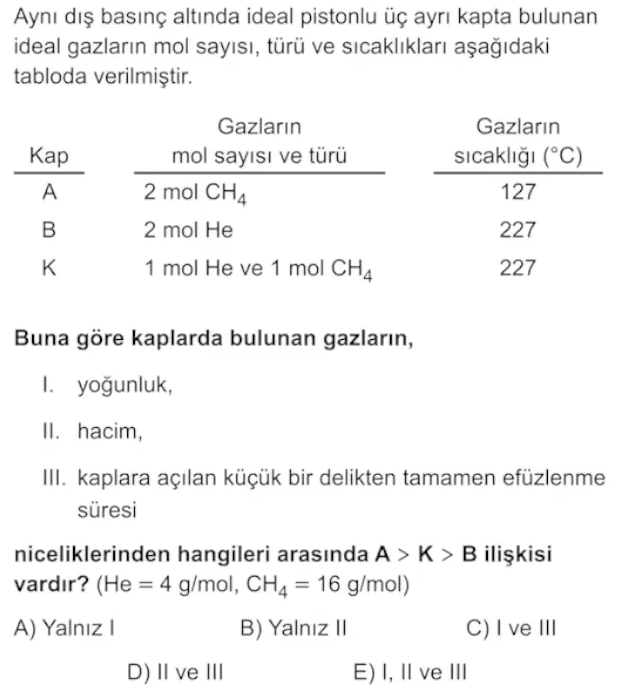 Aynı dış basınç altında ideal pistonlu üç ayrı kapta bulunan
ideal gazların mol sayısı, türü ve sıcaklıkları aşağıdaki
tabloda verilmiştir.
Gazların Gazların
Kap mol sayısı ve türü sıcaklığı (°C)
A 2 mol CH₄ 127
B 2 mol He 227
K 1 mol He ve 1 mol CH₄ 227
Buna göre kaplarda bulunan gazların,
I. yoğunluk,
II. hacim,
III. kaplara açılan küçük bir delikten tamamen efüzlenme
süresi
niceliklerinden hangileri arasında A > K > B ilişkisi
vardır? (He = 4 g/mol, CH₄ = 16 g/mol)
A) Yalnız I B) Yalnız II C) I ve III
D) II ve III E) I, II ve III